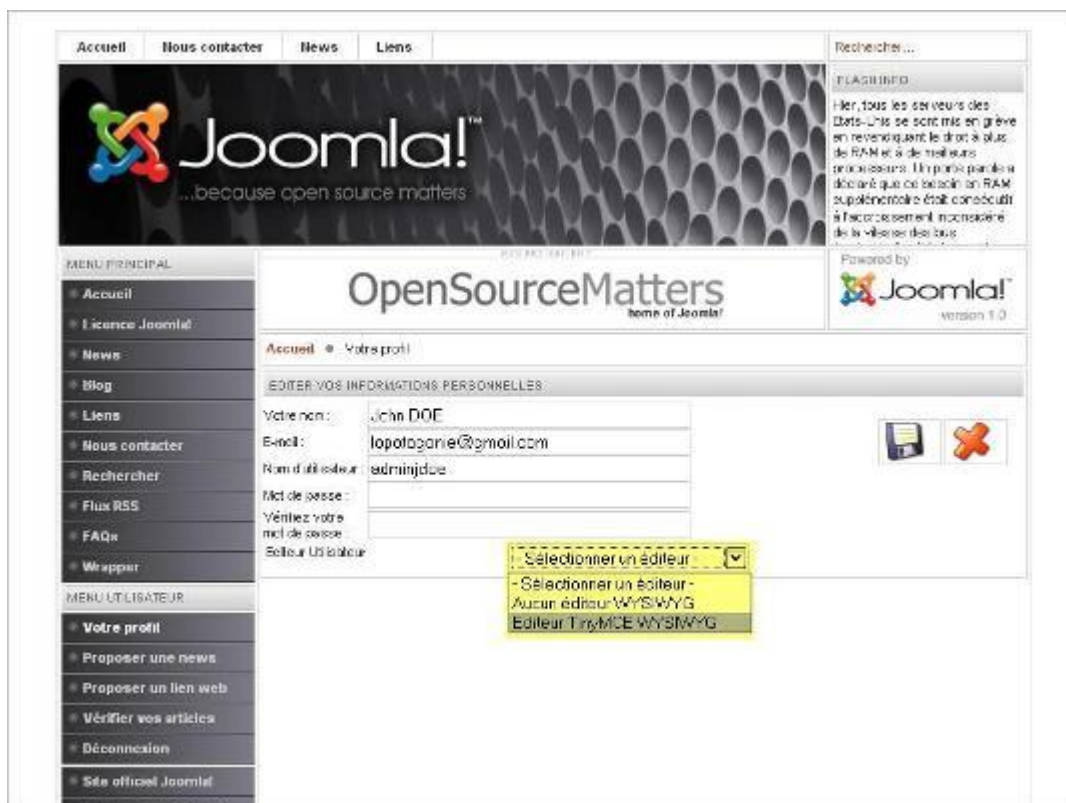 Accueil Nous contacter News Liens
Rechercher...
Joomla!™
...because open source matters
FLASH INFO
Hier, tous les serveurs des
Etats-Unis se sont mis en grève
en revendiquant le droit à plus
de RAM et à de meilleurs
processeurs. Un porte parole a
déclaré que ce besoin en RAM
supplémentaire était consécutif
à l'accroissement inconsidéré
de la vitesse des bus
MENU PRINCIPAL
Accueil
Licence Joomla!
News
Blog
Liens
Nous contacter
Rechercher
Flux RSS
FAQs
Wrapper
MENU UTILISATEUR
Votre profil
Proposer une news
Proposer un lien web
Vérifier vos articles
Déconnexion
Site officiel Joomla!
OpenSourceMatters
home of Joomla!
Powered by
Joomla!™
version 1.0
Accueil Votre profil
EDITER VOS INFORMATIONS PERSONNELLES
Votre nom : John DOE
E-mail : lopotagerie@gmail.com
Nom d'utilisateur : adminjdoe
Mot de passe :
Vérifiez votre
mot de passe
Editeur Utilisateur
- Sélectionner un éditeur
- Sélectionner un éditeur -
Aucun éditeur WYSIWYG
Editeur TinyMCE WYSIWYG